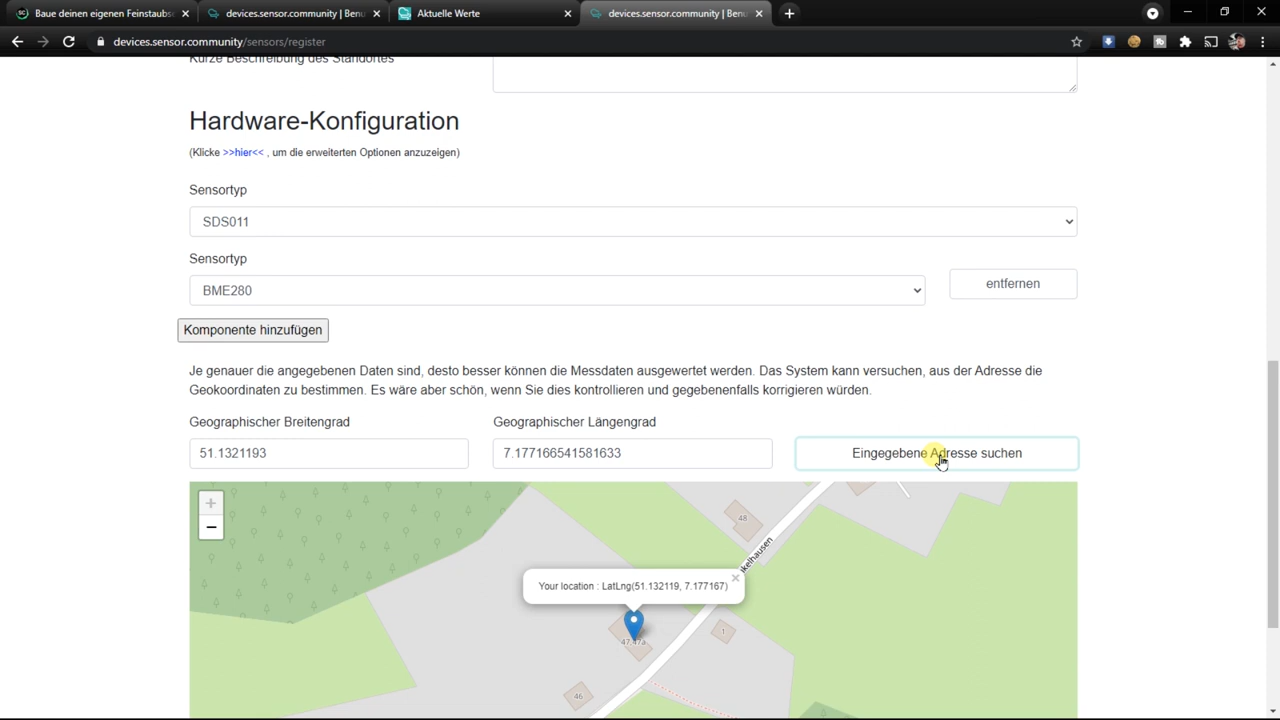 Baue deinen eigenen Feinstaubs
devices.sensor.community | Benu
Aktuelle Werte
devices.sensor.community | Benu
devices.sensor.community/sensors/register
Kurze Beschreibung des Standortes
Hardware-Konfiguration
(Klicke >>hier<< , um die erweiterten Optionen anzuzeigen)
Sensortyp
SDS011
Sensortyp
BME280
entfernen
Komponente hinzufügen
Je genauer die angegebenen Daten sind, desto besser können die Messdaten ausgewertet werden. Das System kann versuchen, aus der Adresse die
Geokoordinaten zu bestimmen. Es wäre aber schön, wenn Sie dies kontrollieren und gegebenenfalls korrigieren würden.
Geographischer Breitengrad
Geographischer Längengrad
51.1321193
7.177166541581633
Eingegebene Adresse suchen
+
−
48
Your location : LatLng(51.132119, 7.177167)
×
47,47a
1
46